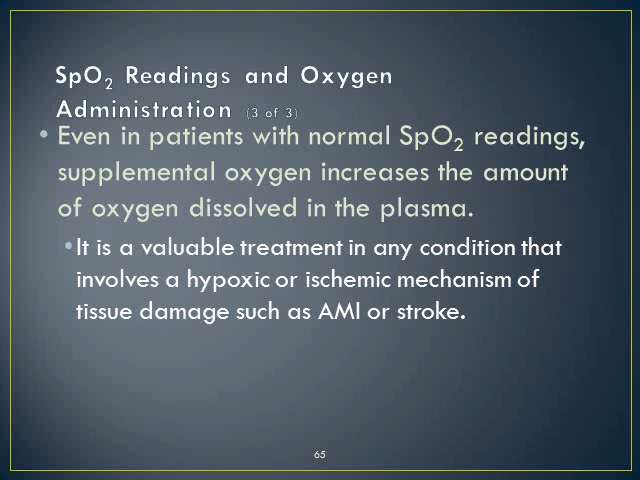 SpO₂ Readings and Oxygen
Administration (3 of 3)
• Even in patients with normal SpO₂ readings,
supplemental oxygen increases the amount
of oxygen dissolved in the plasma.
• It is a valuable treatment in any condition that
involves a hypoxic or ischemic mechanism of
tissue damage such as AMI or stroke.
65